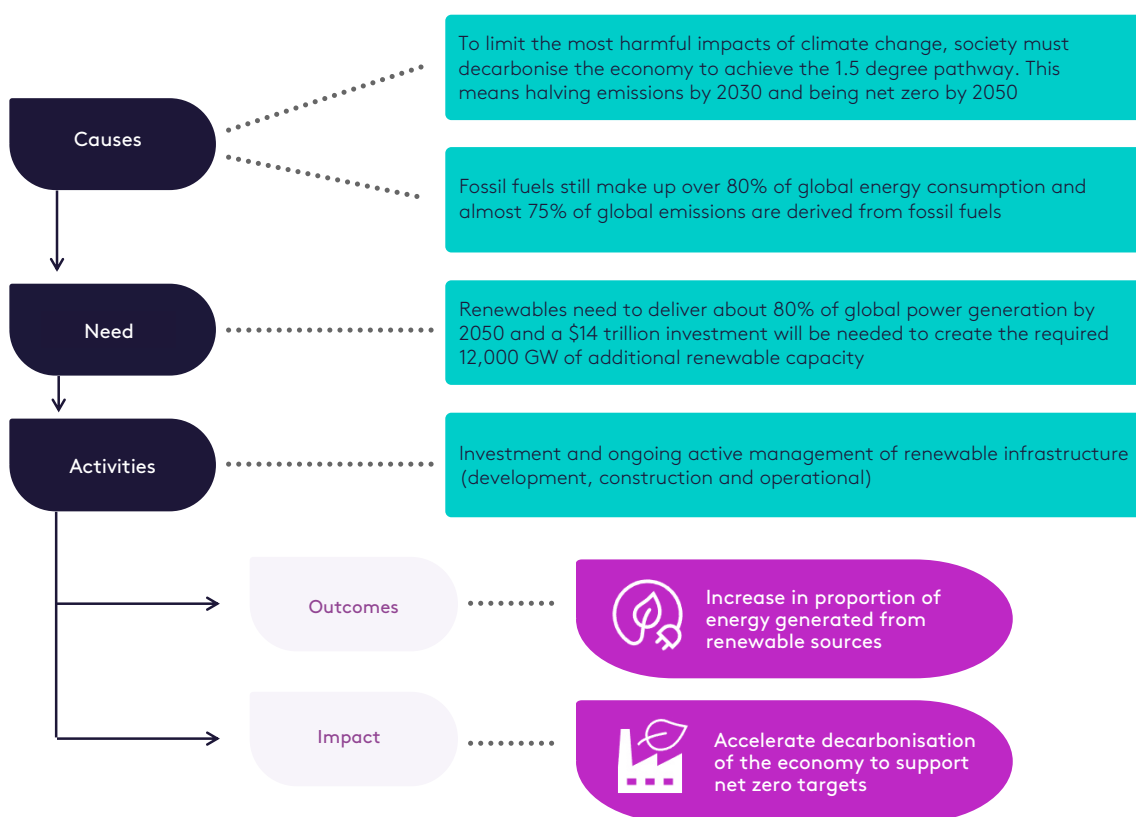 Causes
To limit the most harmful impacts of climate change, society must
decarbonise the economy to achieve the 1.5 degree pathway. This
means halving emissions by 2030 and being net zero by 2050
Fossil fuels still make up over 80% of global energy consumption and
almost 75% of global emissions are derived from fossil fuels
Need
Renewables need to deliver about 80% of global power generation by
2050 and a $14 trillion investment will be needed to create the required
12,000 GW of additional renewable capacity
Activities
Investment and ongoing active management of renewable infrastructure
(development, construction and operational)
Outcomes
Increase in proportion of
energy generated from
renewable sources
Impact
Accelerate decarbonisation
of the economy to support
net zero targets